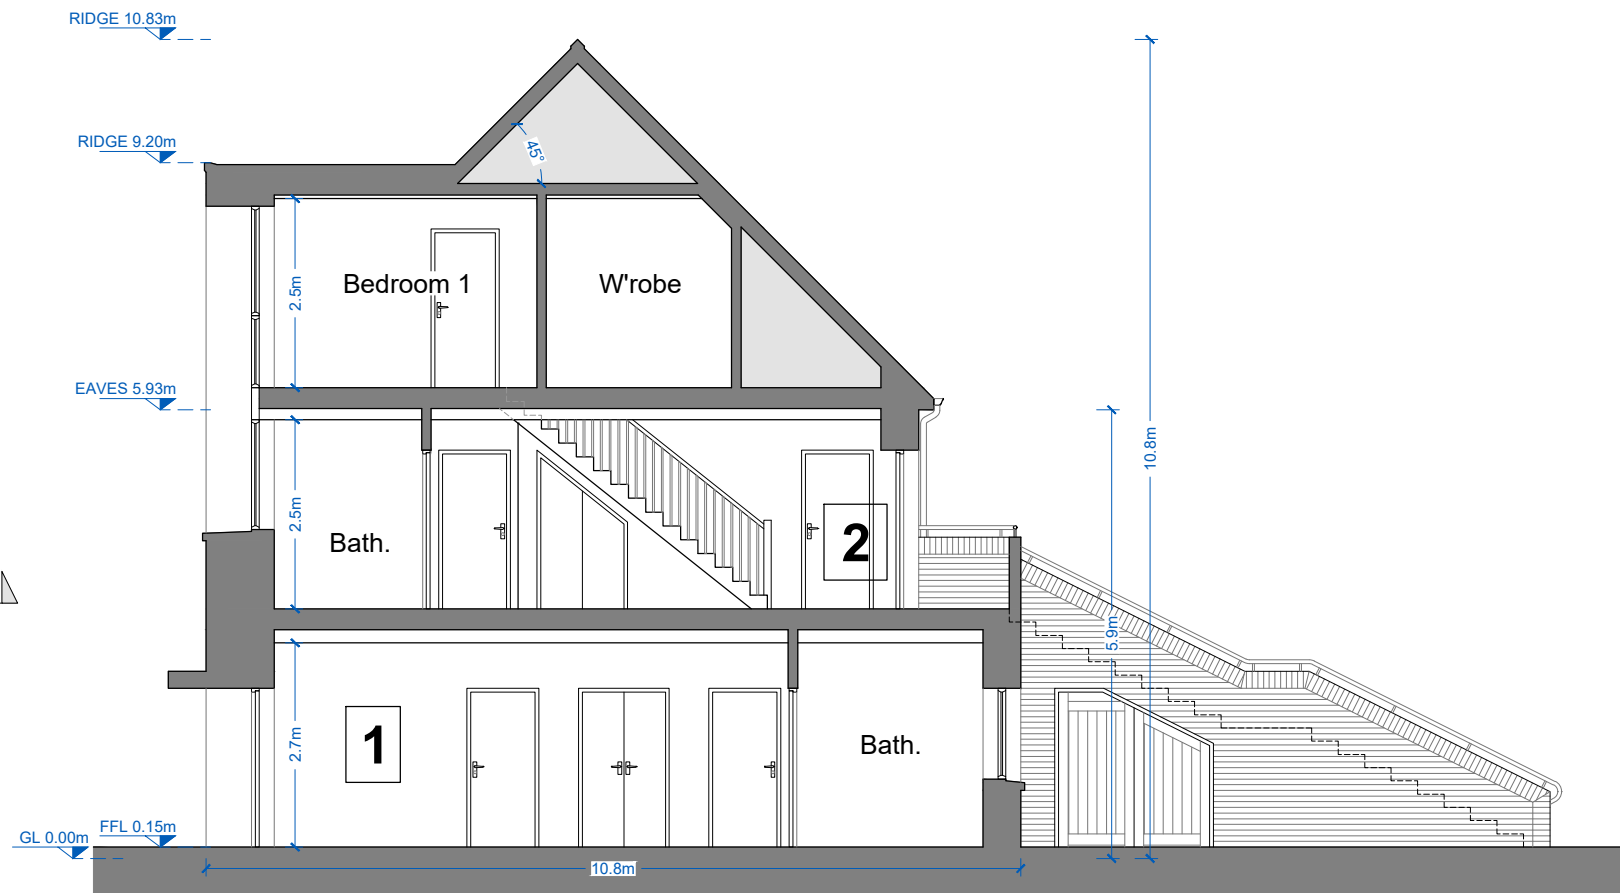 RIDGE 10.83m
RIDGE 9.20m
45°
Bedroom 1
W'robe
2.5m
EAVES 5.93m
10.8m
2.5m
Bath.
2
5.9m
2.7m
1
Bath.
FFL 0.15m
GL 0.00m
10.8m